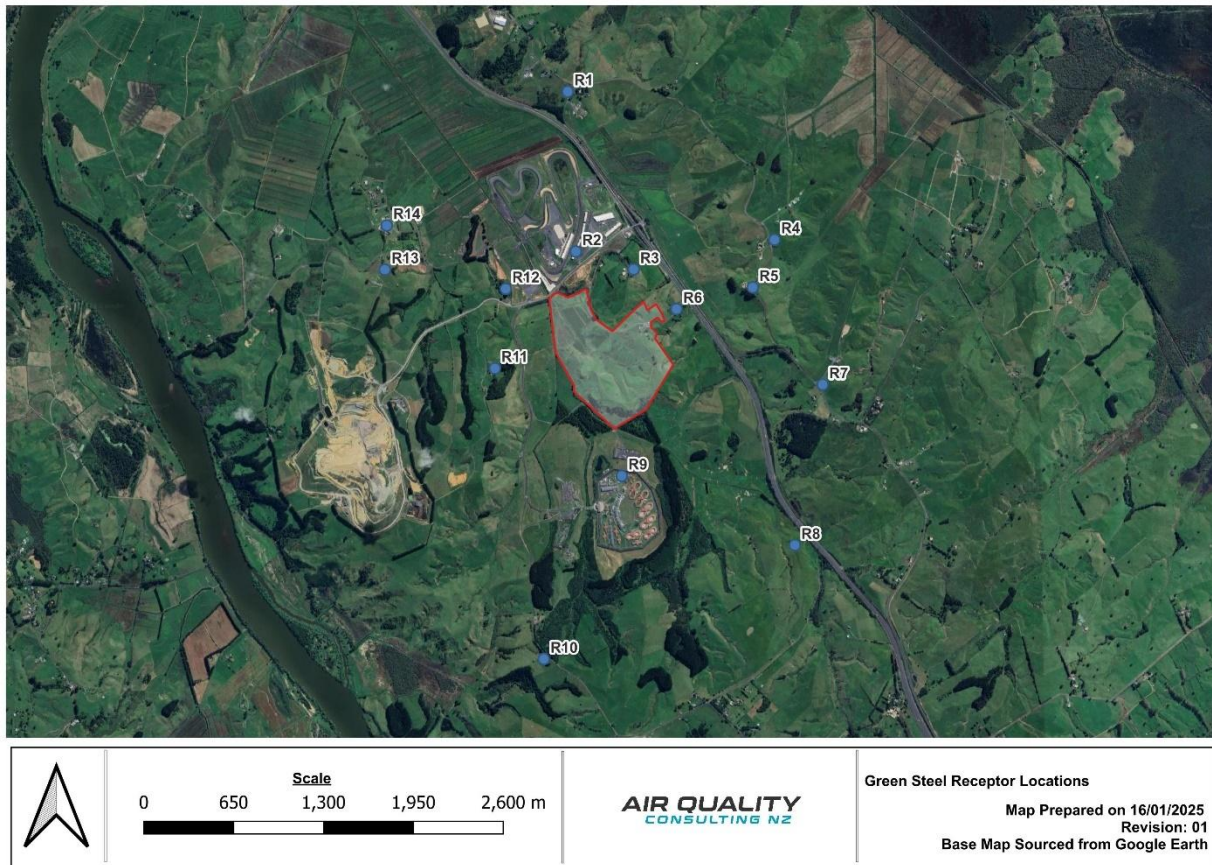 R1
R2
R3
R4
R5
R6
R7
R8
R9
R10
R11
R12
R13
R14
Scale
0 650 1,300 1,950 2,600 m
AIR QUALITY
CONSULTING NZ
Green Steel Receptor Locations
Map Prepared on 16/01/2025
Revision: 01
Base Map Sourced from Google Earth